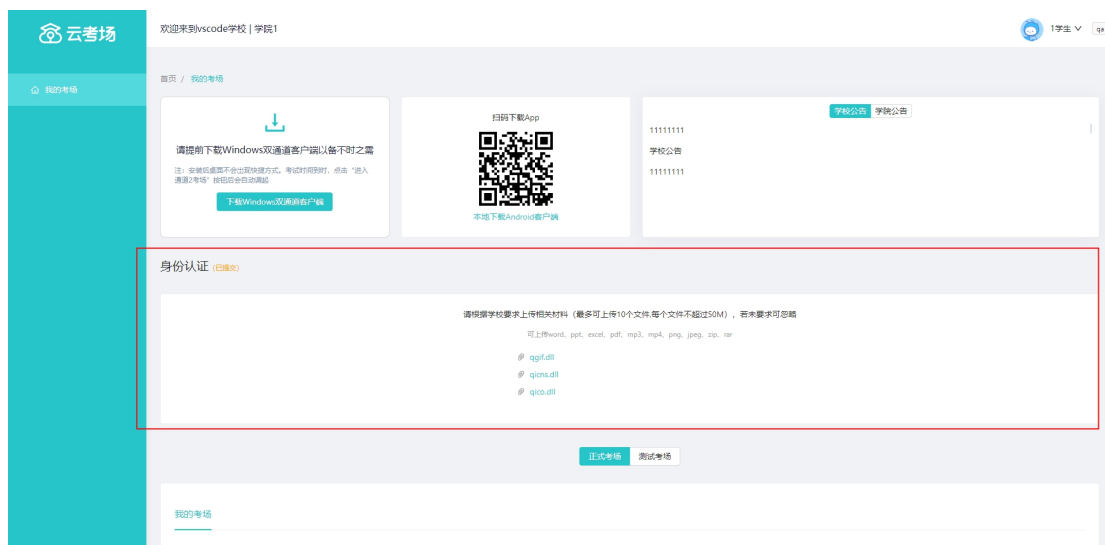 云考场
欢迎来到vscode学校 | 学院1
1学生
我的考场
首页 / 我的考场
请提前下载Windows双通道客户端以备不时之需
注：安装后桌面不会出现快捷方式。考试时间到时，点击“进入
通道2考场”按钮后会自动调起
下载Windows双通道客户端
扫码下载App
本地下载Android客户端
学校公告 学院公告
11111111
学校公告
11111111
身份认证 (已提交)
请根据学校要求上传相关材料（最多可上传10个文件,每个文件不超过50M），若未要求可忽略
可上传word、ppt、excel、pdf、mp3、mp4、png、jpeg、zip、rar
qgif.dll
qicns.dll
qico.dll
正式考场 测试考场
我的考场